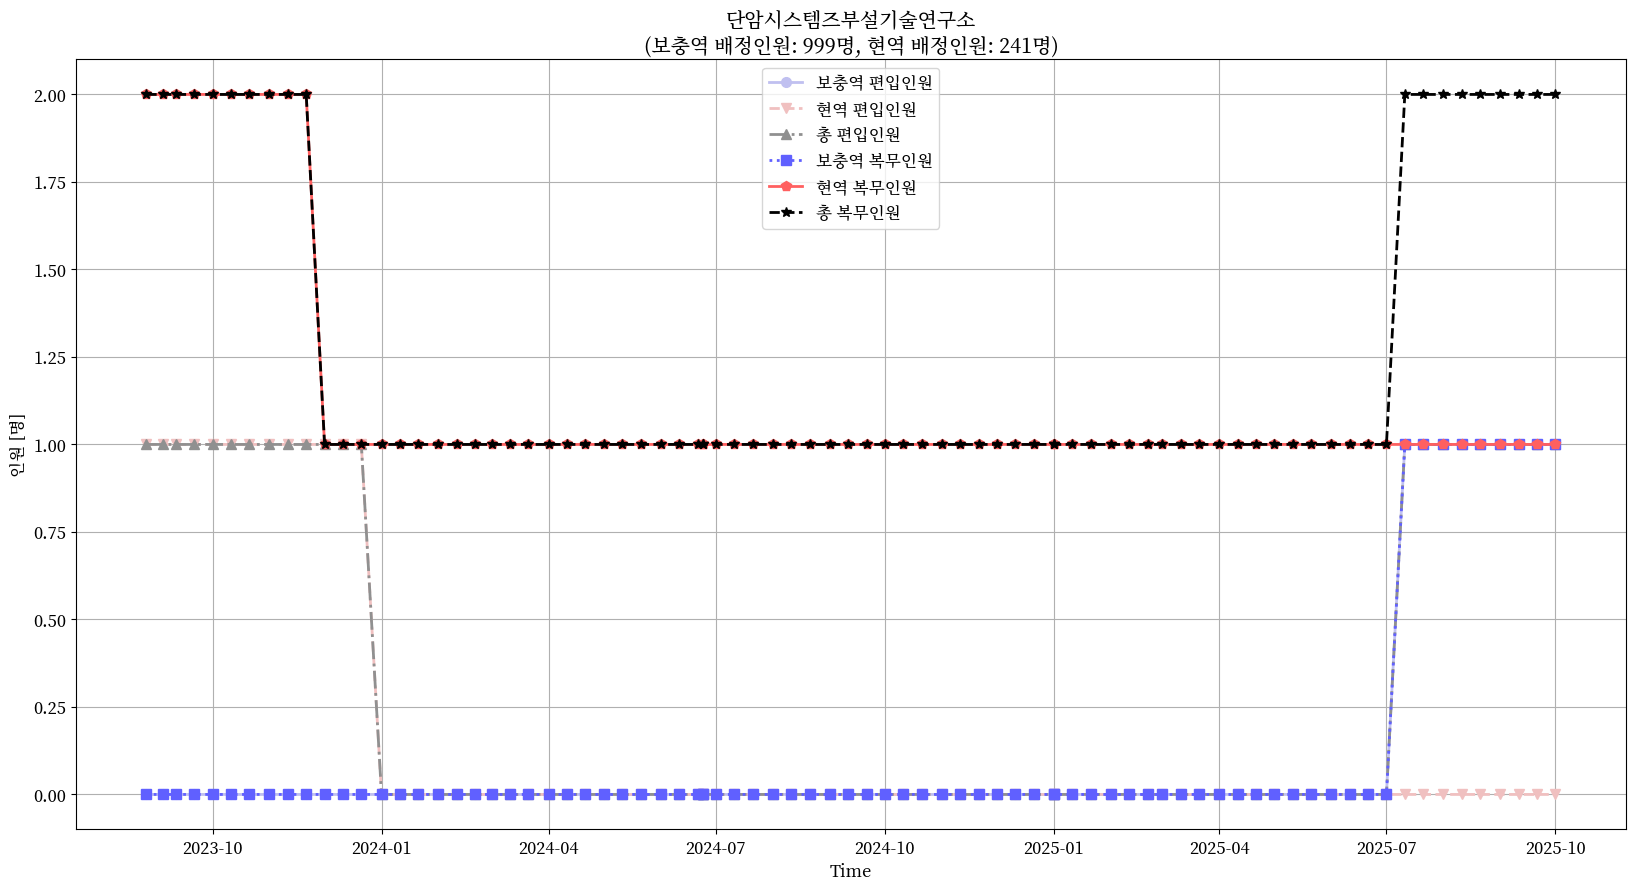 단암시스템즈부설기술연구소
(보충역 배정인원: 999명, 현역 배정인원: 241명)
보충역 편입인원
현역 편입인원
총 편입인원
보충역 복무인원
현역 복무인원
총 복무인원
인원 [명]
2.00
1.75
1.50
1.25
1.00
0.75
0.50
0.25
0.00
2023-10 2024-01 2024-04 2024-07 2024-10 2025-01 2025-04 2025-07 2025-10
Time